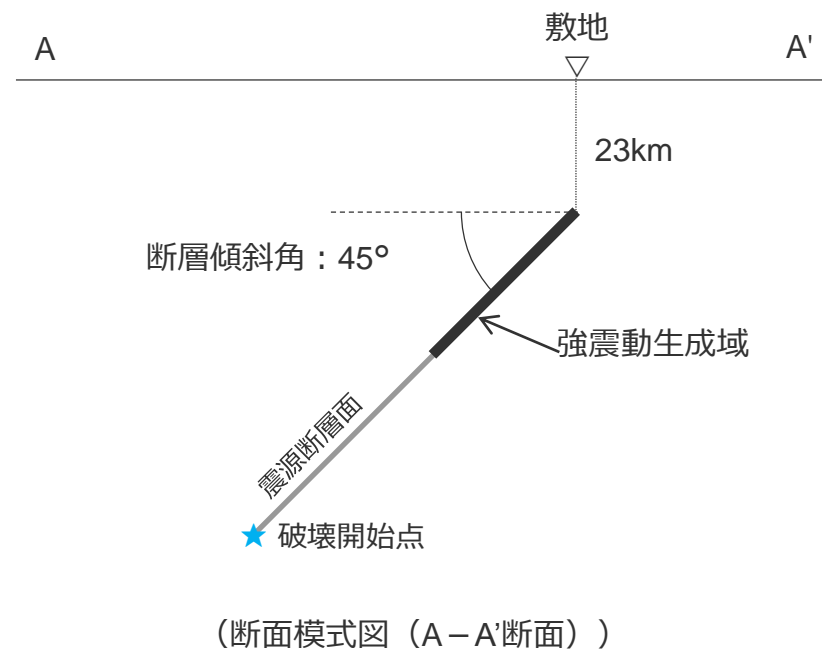 敷地
A
A'
23km
断層傾斜角：45°
強震動生成域
震源断層面
破壊開始点
（断面模式図（A－A’断面））